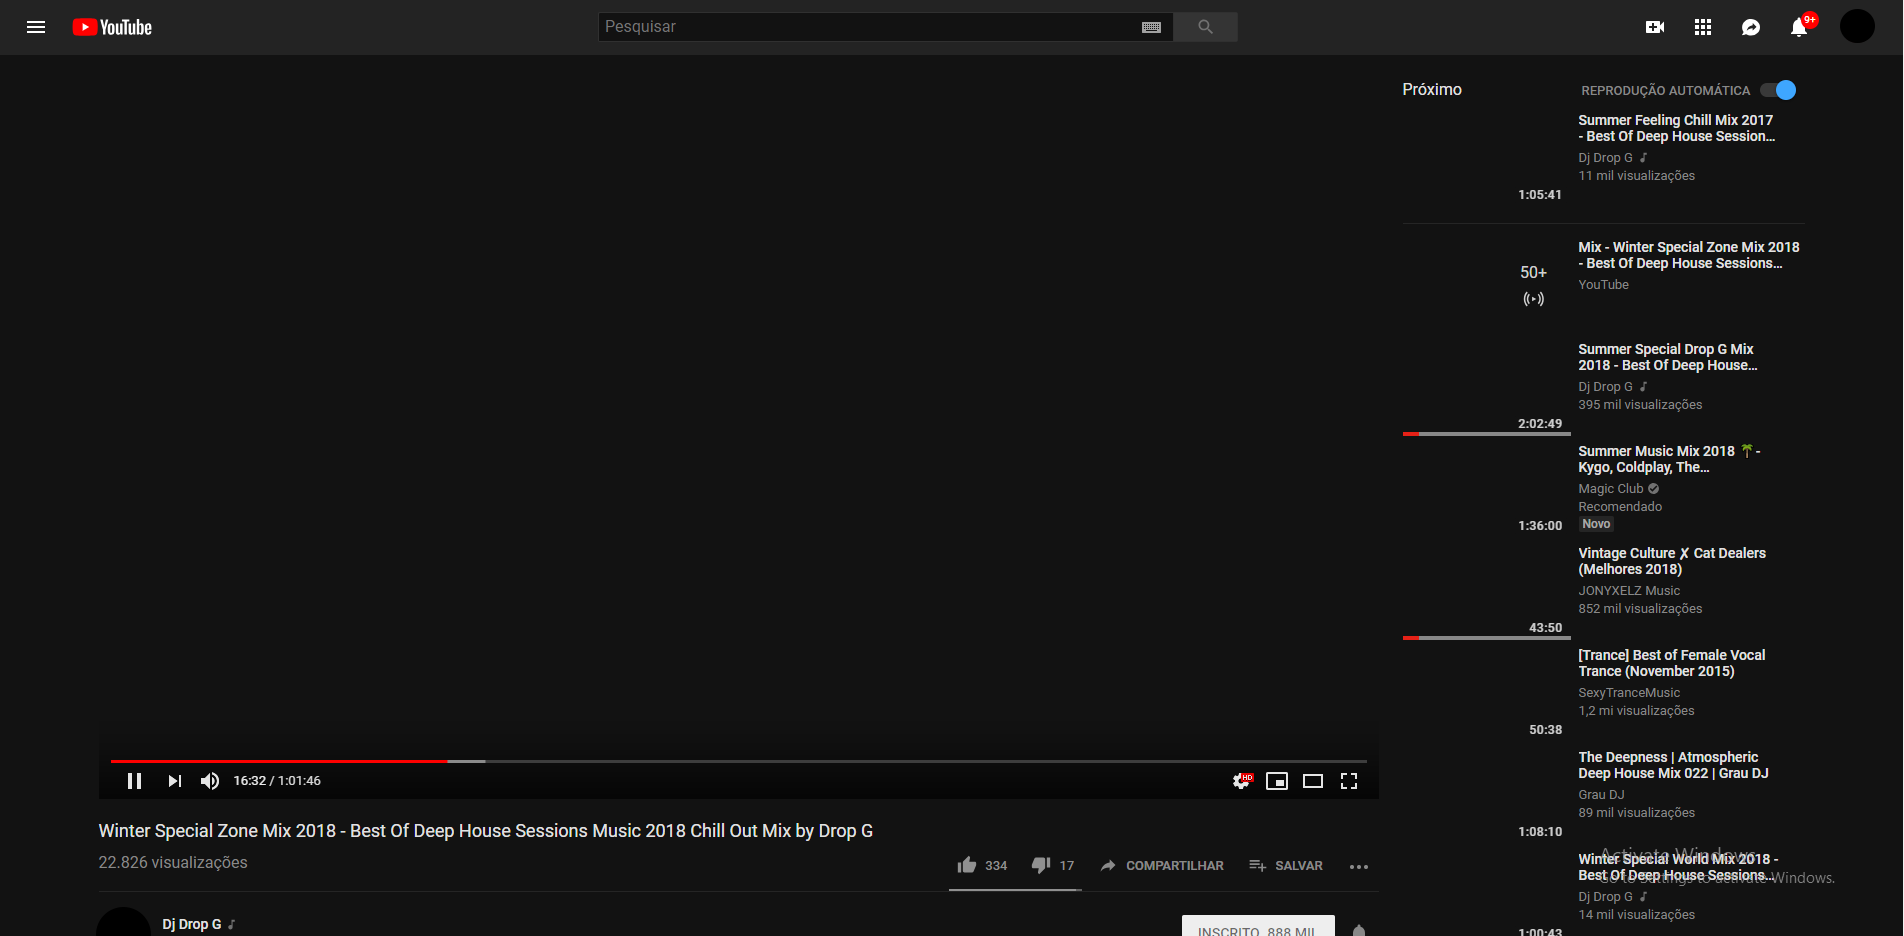 YouTube
Pesquisar
9+
Próximo
REPRODUÇÃO AUTOMÁTICA
Summer Feeling Chill Mix 2017
- Best Of Deep House Session...
Dj Drop G
11 mil visualizações
1:05:41
Mix - Winter Special Zone Mix 2018
- Best Of Deep House Sessions...
YouTube
50+
Summer Special Drop G Mix
2018 - Best Of Deep House...
Dj Drop G
395 mil visualizações
2:02:49
Summer Music Mix 2018 🌴 -
Kygo, Coldplay, The...
Magic Club
Recomendado
Novo
1:36:00
Vintage Culture ✗ Cat Dealers
(Melhores 2018)
JONYXELZ Music
852 mil visualizações
43:50
[Trance] Best of Female Vocal
Trance (November 2015)
SexyTranceMusic
1,2 mi visualizações
50:38
The Deepness | Atmospheric
Deep House Mix 022 | Grau DJ
Grau DJ
89 mil visualizações
1:08:10
Winter Special World Mix 2018 -
Best Of Deep House Sessions...
Dj Drop G
14 mil visualizações
1:00:43
Activate Windows
Go to Settings to activate Windows.
16:32 / 1:01:46
HD
Winter Special Zone Mix 2018 - Best Of Deep House Sessions Music 2018 Chill Out Mix by Drop G
22.826 visualizações
334
17
COMPARTILHAR
SALVAR
Dj Drop G
INSCRITO 888 MIL